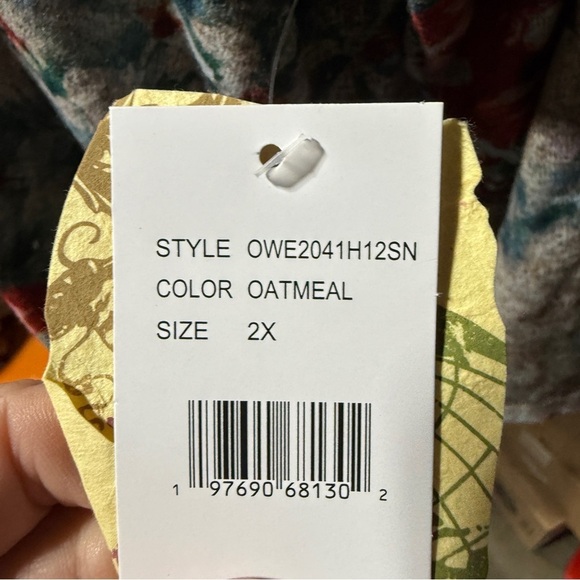 STYLE OWE2041H12SN
COLOR OATMEAL
SIZE 2X
1 97690 68130 2